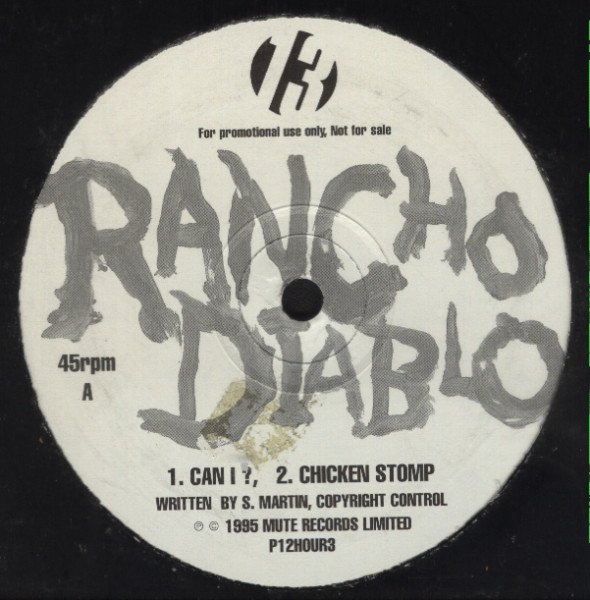 13
For promotional use only, Not for sale
RANCHO
DIABLO
45rpm
A
1. CAN I ?, 2. CHICKEN STOMP
WRITTEN BY S. MARTIN, COPYRIGHT CONTROL
℗ © 1995 MUTE RECORDS LIMITED
P12HOUR3